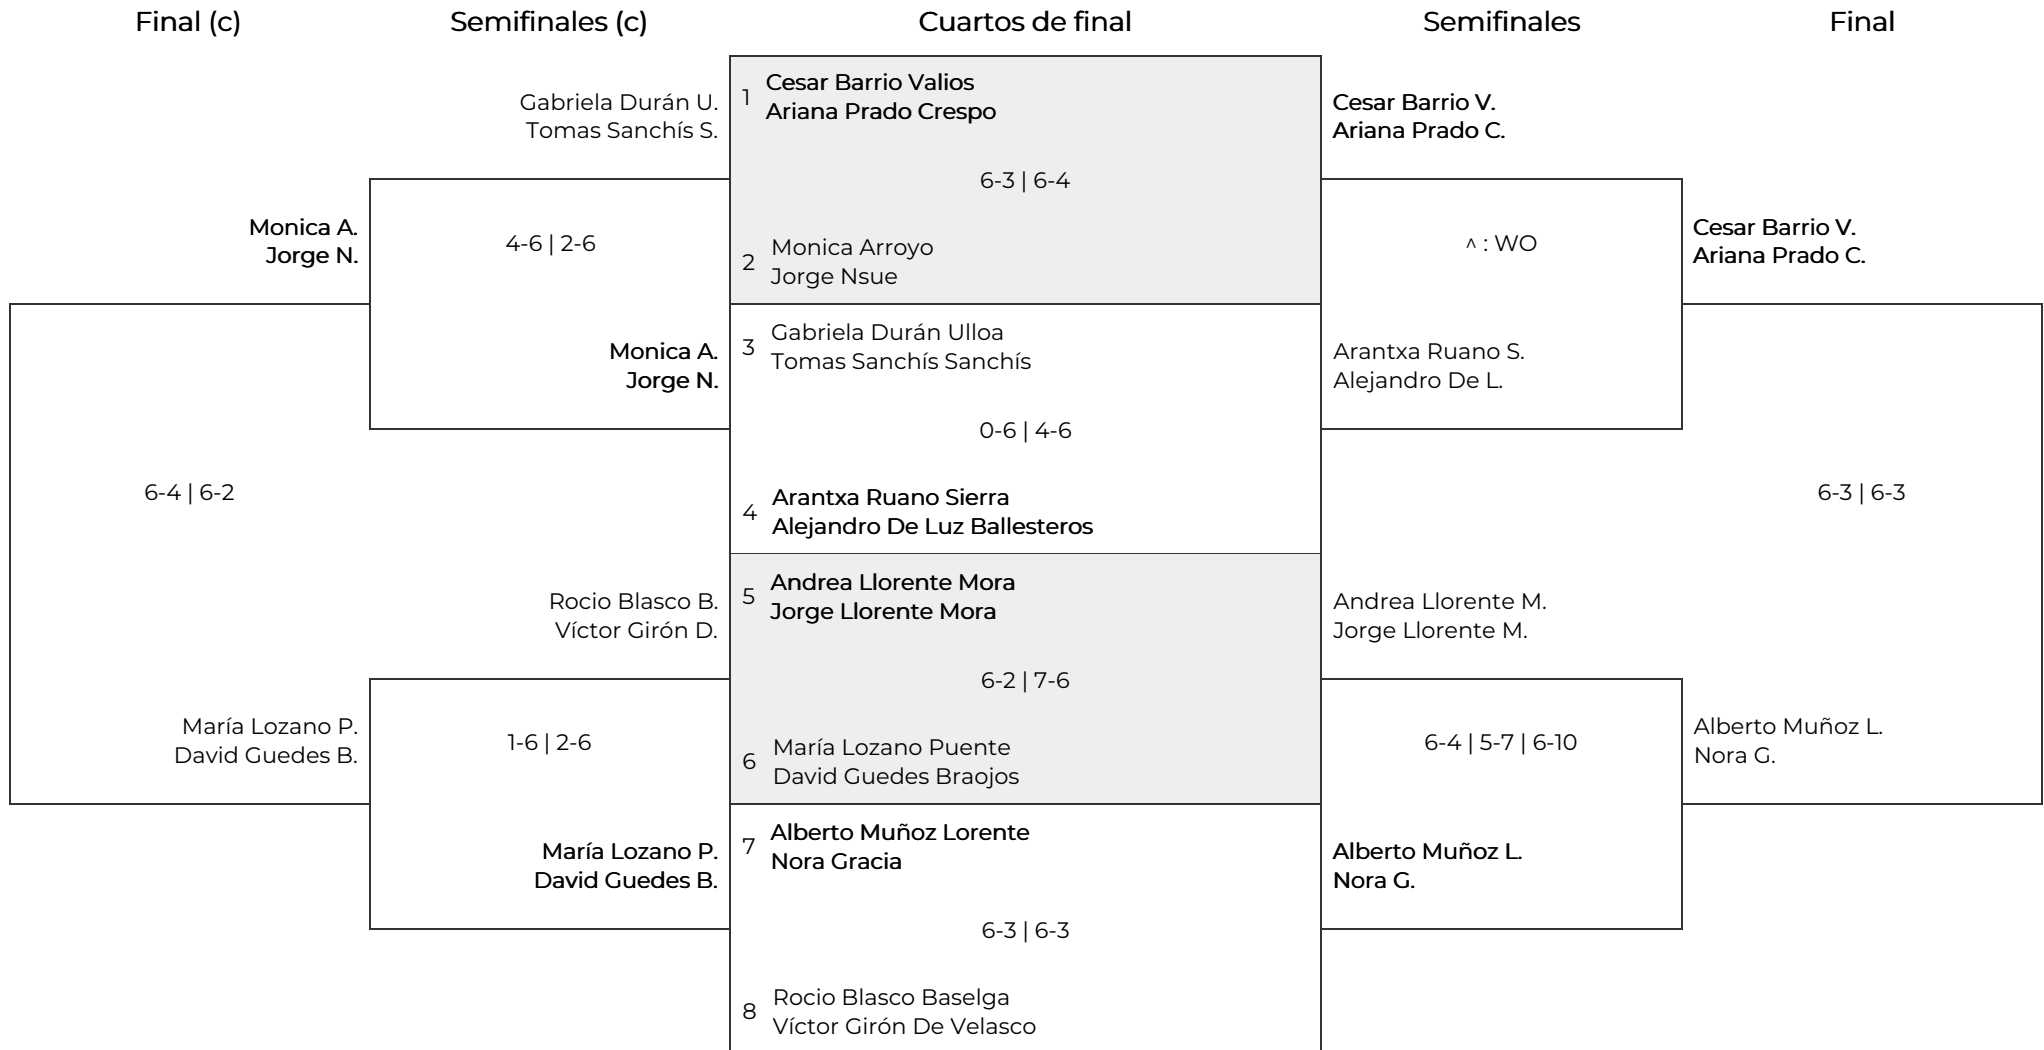 Final (c)
Semifinales (c)
Cuartos de final
Semifinales
Final
Gabriela Durán U.
Tomas Sanchís S.
4-6 | 2-6
Monica A.
Jorge N.
Monica A.
Jorge N.
6-4 | 6-2
María Lozano P.
David Guedes B.
Rocio Blasco B.
Víctor Girón D.
1-6 | 2-6
María Lozano P.
David Guedes B.
1
Cesar Barrio Valios
Ariana Prado Crespo
6-3 | 6-4
2
Monica Arroyo
Jorge Nsue
3
Gabriela Durán Ulloa
Tomas Sanchís Sanchís
0-6 | 4-6
4
Arantxa Ruano Sierra
Alejandro De Luz Ballesteros
5
Andrea Llorente Mora
Jorge Llorente Mora
6-2 | 7-6
6
María Lozano Puente
David Guedes Braojos
7
Alberto Muñoz Lorente
Nora Gracia
6-3 | 6-3
8
Rocio Blasco Baselga
Víctor Girón De Velasco
Cesar Barrio V.
Ariana Prado C.
^ : WO
Arantxa Ruano S.
Alejandro De L.
Andrea Llorente M.
Jorge Llorente M.
6-4 | 5-7 | 6-10
Alberto Muñoz L.
Nora G.
Cesar Barrio V.
Ariana Prado C.
6-3 | 6-3
Alberto Muñoz L.
Nora G.